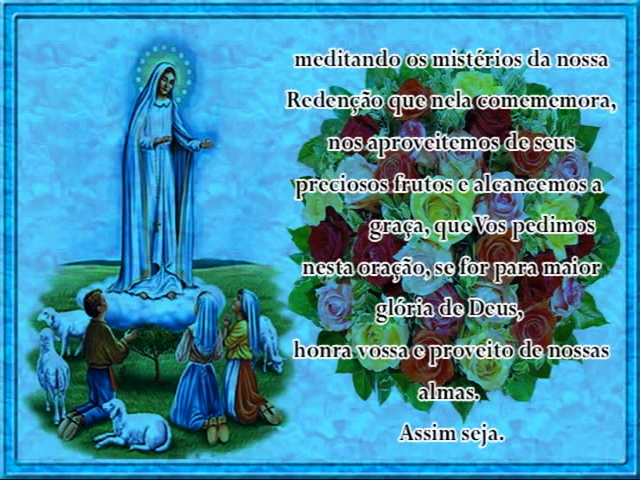 meditando os mistérios da nossa
Redenção que nela comememora,
nos aproveitemos de seus
preciosos frutos e alcancemos a
graça, que Vos pedimos
nesta oração, se for para maior
glória de Deus,
honra vossa e proveito de nossas
almas.
Assim seja.